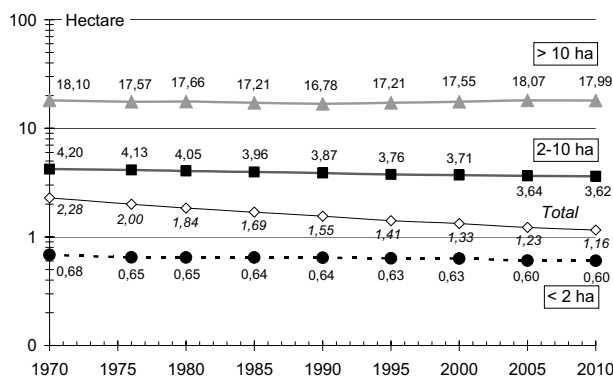 100
Hectare
> 10 ha
18,10 17,57 17,66 17,21 16,78 17,21 17,55 18,07 17,99
10
4,20 4,13 4,05 3,96 3,87 3,76 3,71
2-10 ha
3,64 3,62
Total
2,28 2,00 1,84 1,69 1,55 1,41 1,33 1,23 1,16
1
0,68 0,65 0,65 0,64 0,64 0,63 0,63 0,60 0,60
< 2 ha
0
1970 1975 1980 1985 1990 1995 2000 2005 2010